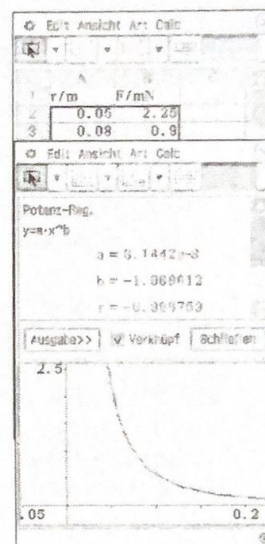 Edit Ansicht Art Calc
A
1 r/m F/mN
2 0.05 2.25
3 0.08 0.9
Edit Ansicht Art Calc
Potenz-Reg.
y=a·x^b
a =
b =
r =
Ausgabe>> Verknüpf Schließen
2.5
.05 0.2